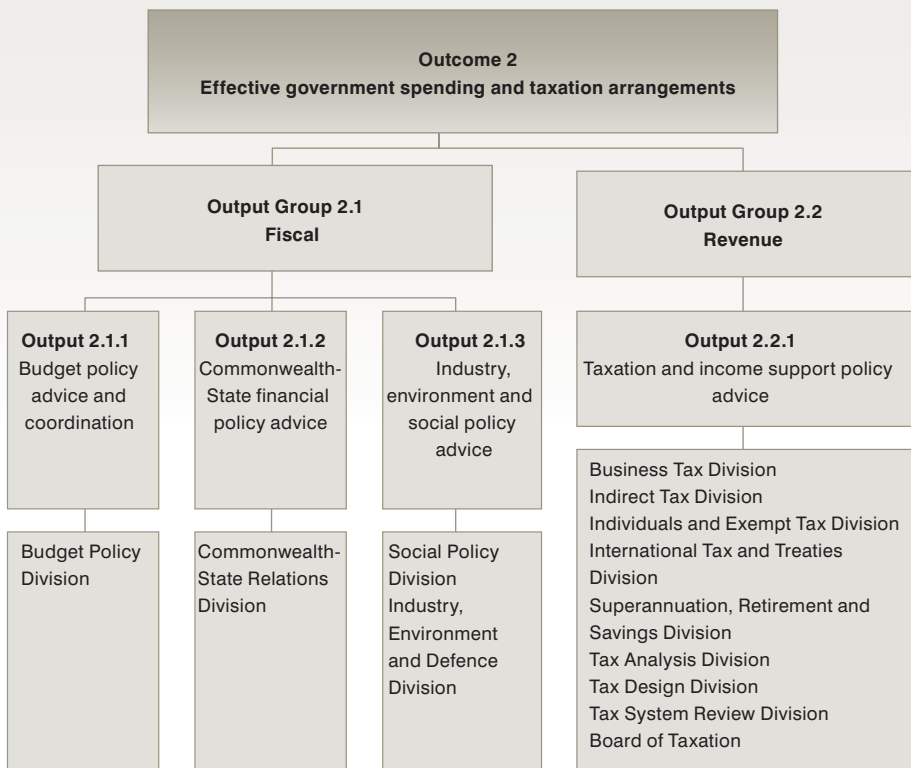 Outcome 2
Effective government spending and taxation arrangements
Output Group 2.1
Fiscal
Output Group 2.2
Revenue
Output 2.1.1
Budget policy
advice and
coordination
Output 2.1.2
Commonwealth-
State financial
policy advice
Output 2.1.3
Industry,
environment and
social policy
advice
Output 2.2.1
Taxation and income support policy
advice
Budget Policy
Division
Commonwealth-
State Relations
Division
Social Policy
Division
Industry,
Environment
and Defence
Division
Business Tax Division
Indirect Tax Division
Individuals and Exempt Tax Division
International Tax and Treaties
Division
Superannuation, Retirement and
Savings Division
Tax Analysis Division
Tax Design Division
Tax System Review Division
Board of Taxation